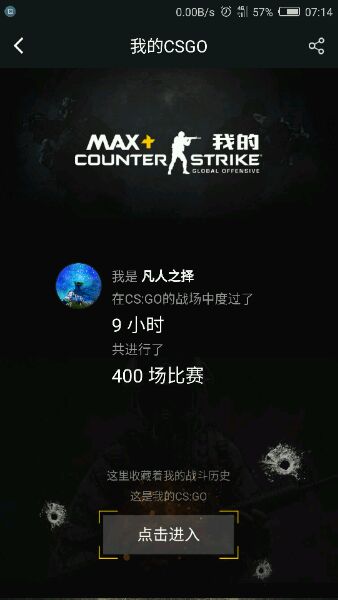 0.00B/s 4G 57% 07:14
我的CSGO
MAX+ 我的
COUNTER STRIKE
GLOBAL OFFENSIVE
我是 凡人之择
在CS:GO的战场中度过了
9 小时
共进行了
400 场比赛
这里收藏着我的战斗历史
这是我的CS:GO
点击进入